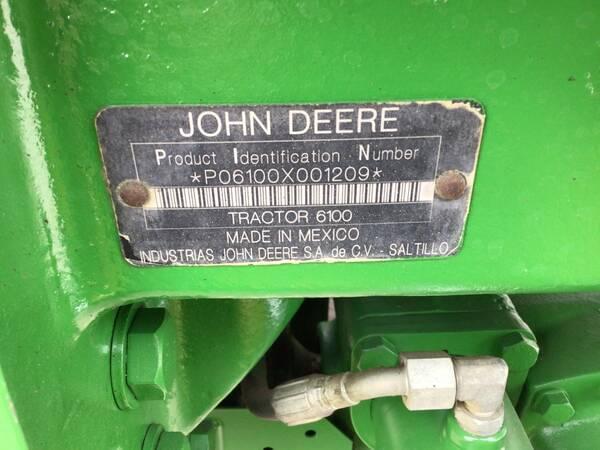 JOHN DEERE
Product Identification Number
*P06100X001209*
TRACTOR 6100
MADE IN MEXICO
INDUSTRIAS JOHN DEERE S.A. de C.V. - SALTILLO